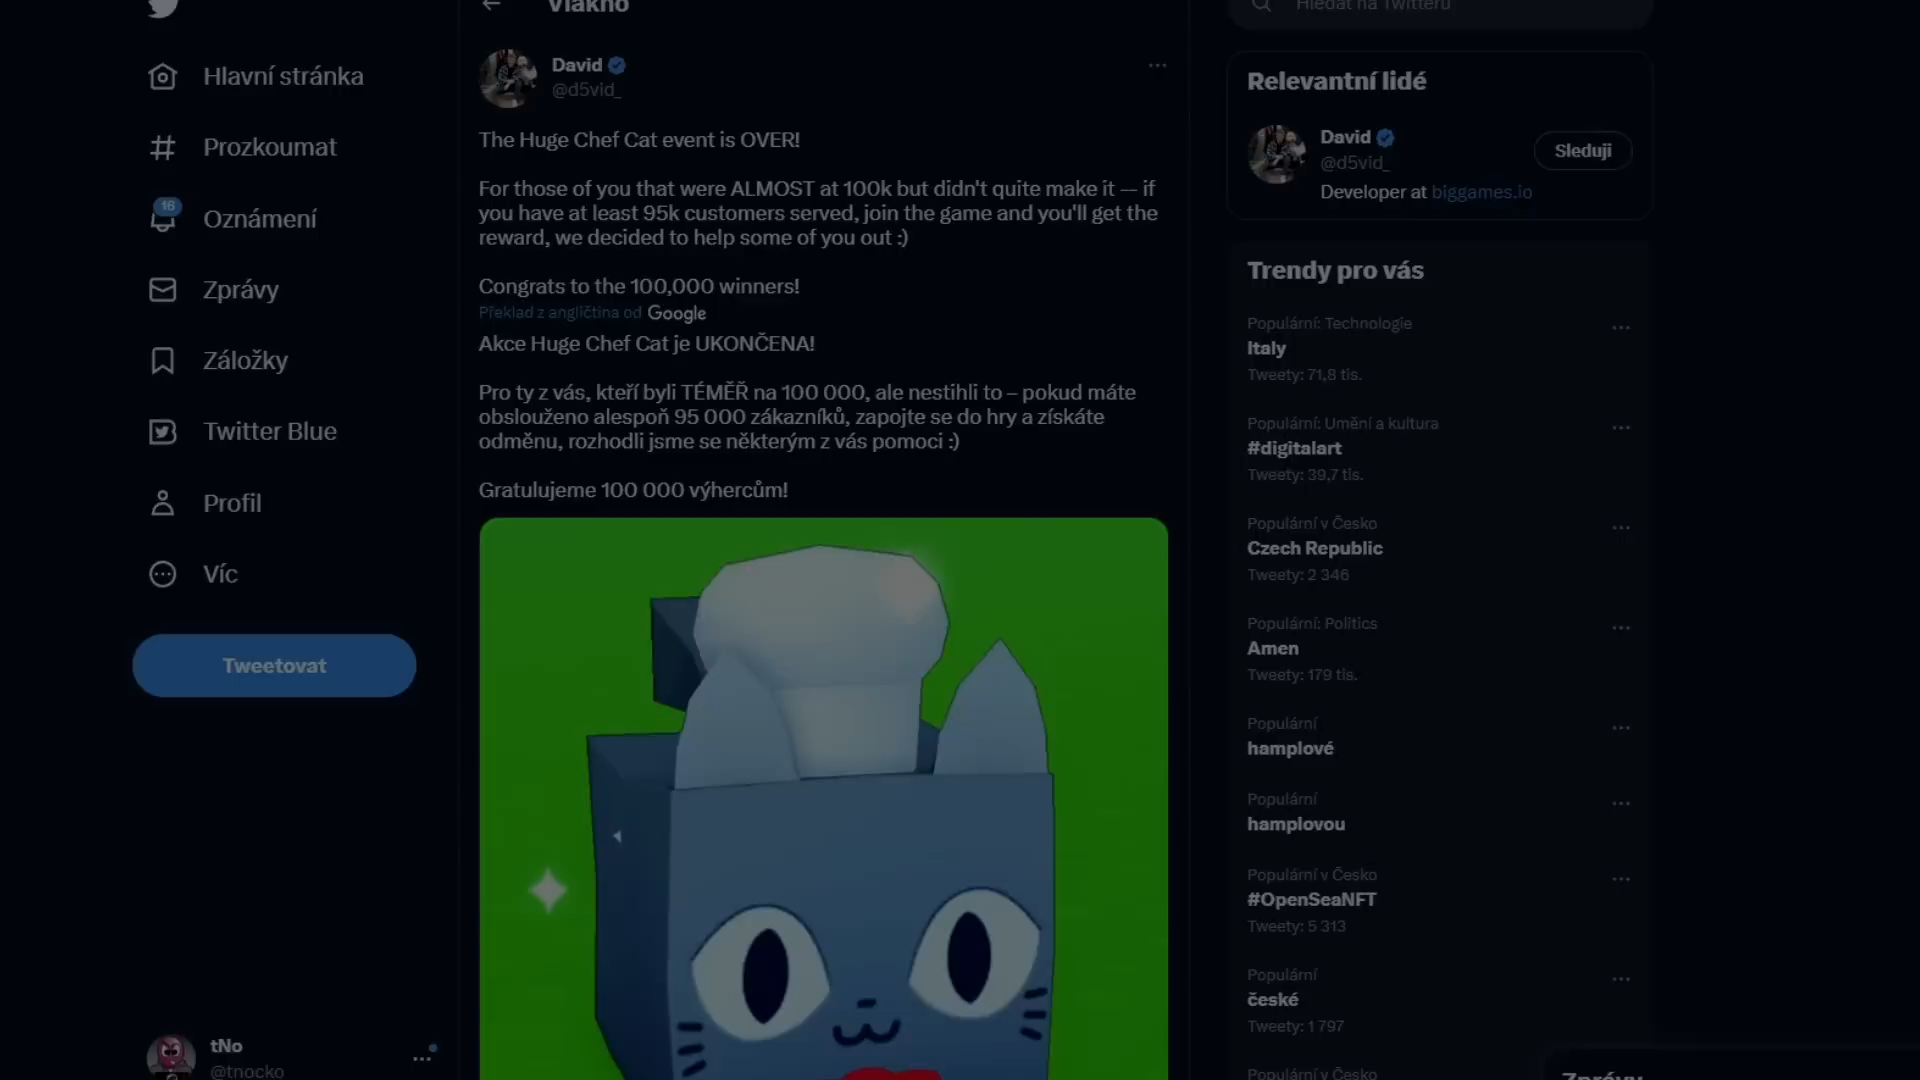 Vlákno
Hledat na Twitteru
Hlavní stránka
Prozkoumat
16
Oznámení
Zprávy
Záložky
Twitter Blue
Profil
Víc
Tweetovat
tNo
@tnocko
David
@d5vid_
The Huge Chef Cat event is OVER!
For those of you that were ALMOST at 100k but didn't quite make it — if
you have at least 95k customers served, join the game and you'll get the
reward, we decided to help some of you out :)
Congrats to the 100,000 winners!
Překlad z angličtina od Google
Akce Huge Chef Cat je UKONČENA!
Pro ty z vás, kteří byli TÉMĚŘ na 100 000, ale nestihli to – pokud máte
obslouženo alespoň 95 000 zákazníků, zapojte se do hry a získáte
odměnu, rozhodli jsme se některým z vás pomoci :)
Gratulujeme 100 000 výhercům!
Relevantní lidé
David
@d5vid_
Sleduji
Developer at biggames.io
Trendy pro vás
Populární: Technologie
Italy
Tweety: 71,8 tis.
Populární: Umění a kultura
#digitalart
Tweety: 39,7 tis.
Populární v Česko
Czech Republic
Tweety: 2 346
Populární: Politics
Amen
Tweety: 179 tis.
Populární
hamplové
Populární
hamplovou
Populární v Česko
#OpenSeaNFT
Tweety: 5 313
Populární
české
Tweety: 1 797
Populární v Česko
Zprávy